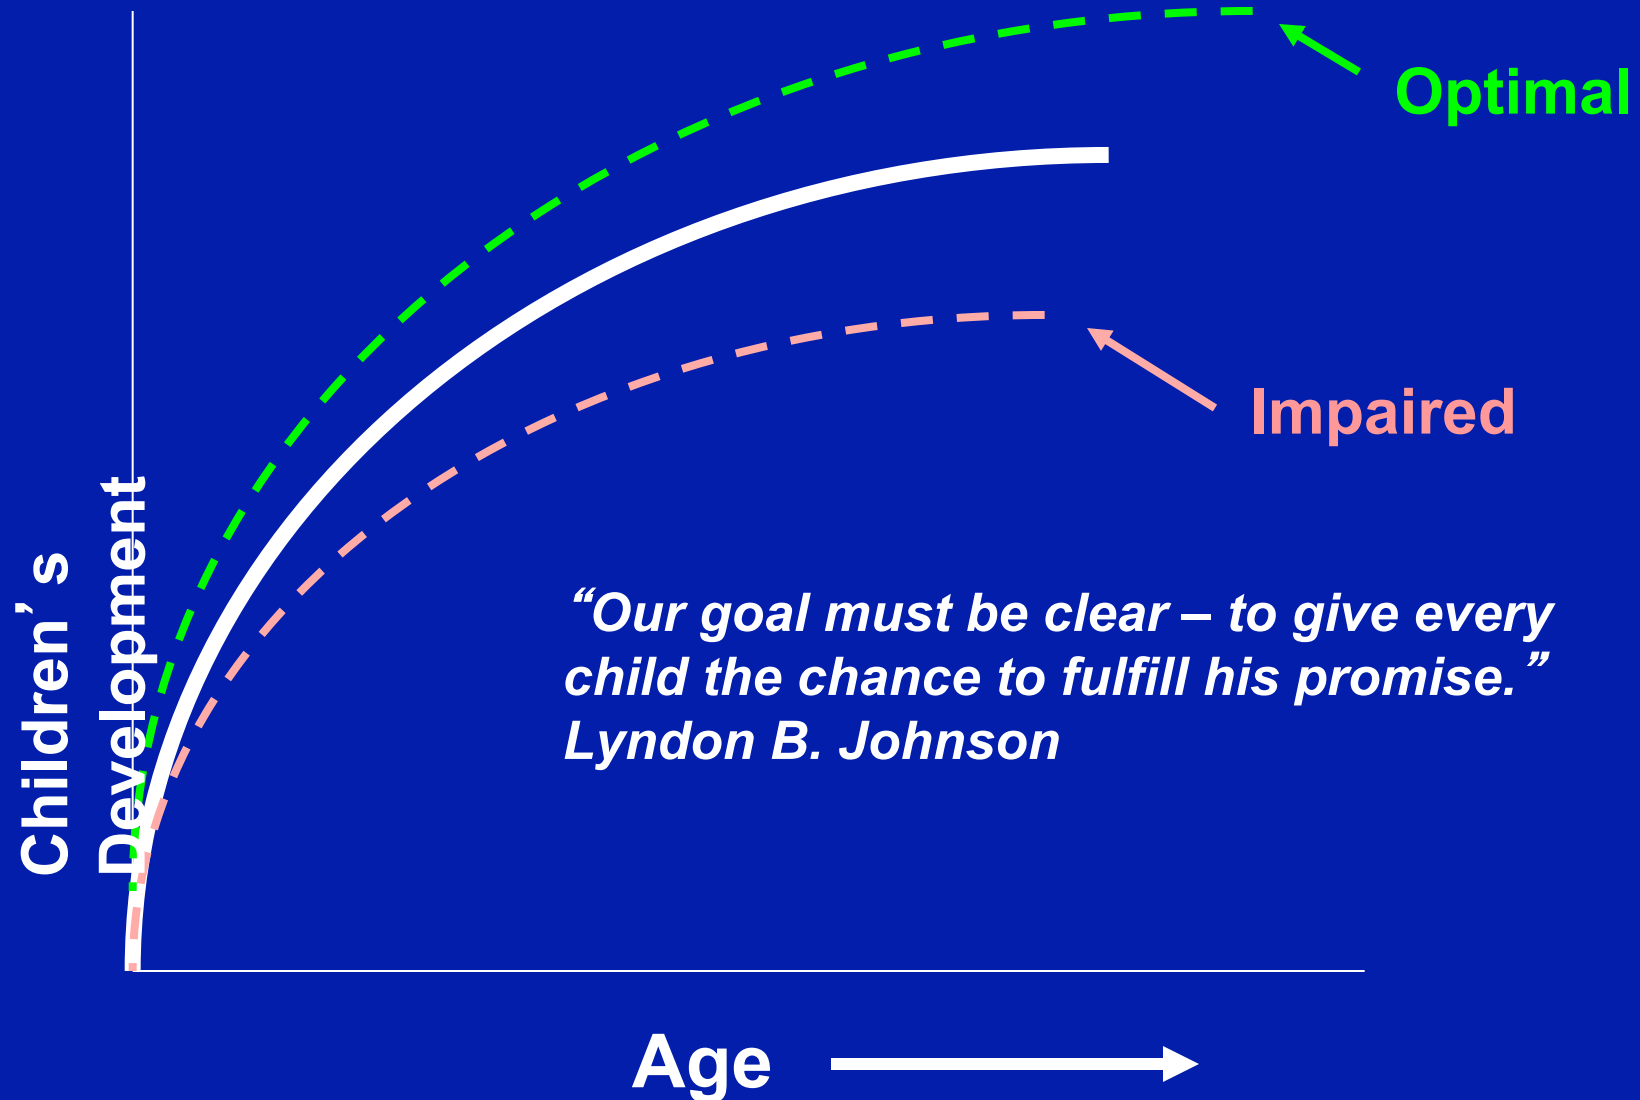 Optimal
Impaired
Children’s
Development
“Our goal must be clear – to give every
child the chance to fulfill his promise.”
Lyndon B. Johnson
Age